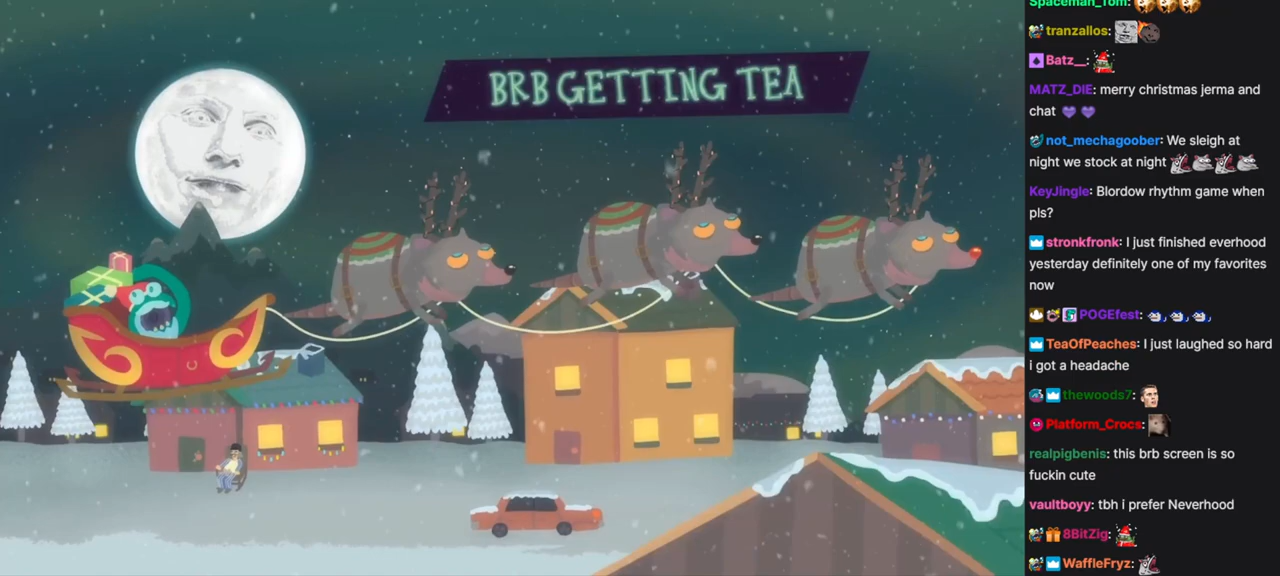 BRB GETTING TEA
Spaceman_Tom:
tranzallos:
Batz__:
MATZ_DIE: merry christmas jerma and
chat
not_mechagoober: We sleigh at
night we stock at night
KeyJingle: Blordow rhythm game when
pls?
stronkfronk: I just finished everhood
yesterday definitely one of my favorites
now
POGEfest:
TeaOfPeaches: I just laughed so hard
i got a headache
thewoods7:
Platform_Crocs:
realpigbenis: this brb screen is so
fuckin cute
vaultboyy: tbh i prefer Neverhood
8BitZig:
WaffleFryz: